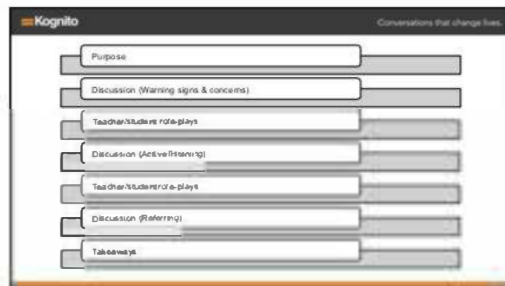 Kognito
Conversations that change lives.
Purpose
Discussion (Warning signs & concerns)
Teacher/student role-plays
Discussion (Active listening)
Teacher/student role-plays
Discussion (Referring)
Takeaways